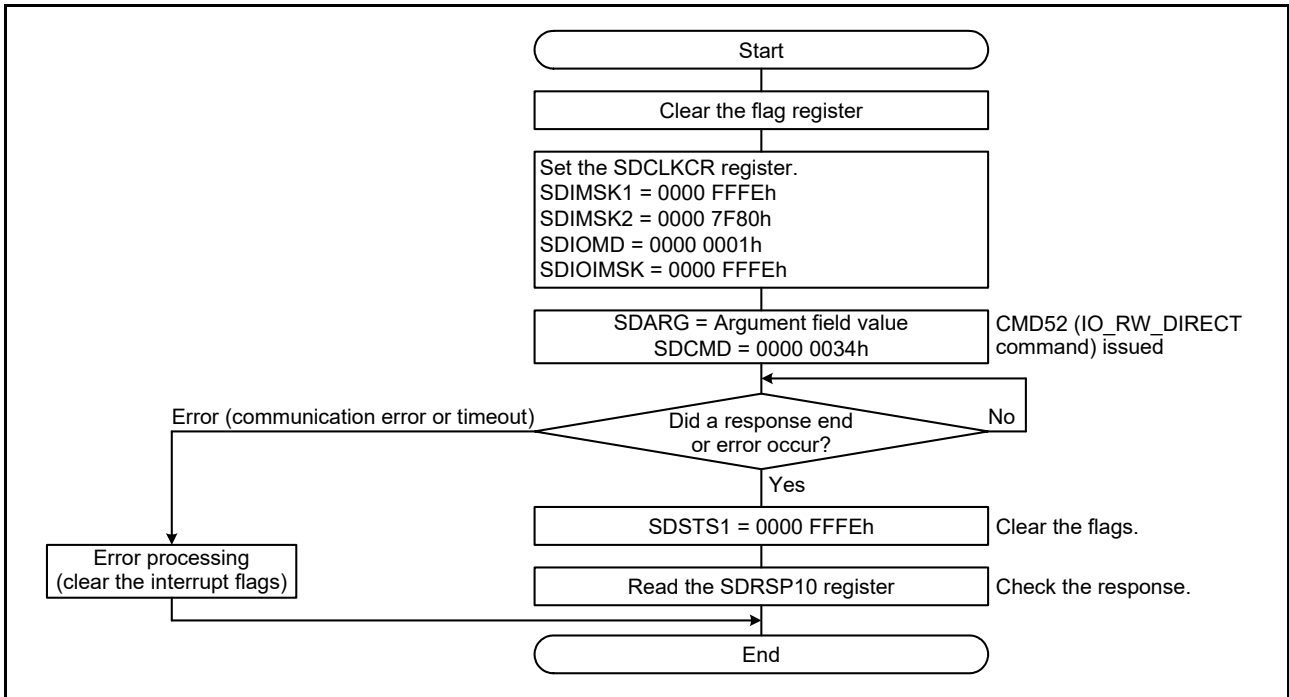 Start
Clear the flag register
Set the SDCLKCR register.
SDIMSK1 = 0000 FFFEh
SDIMSK2 = 0000 7F80h
SDIOMD = 0000 0001h
SDIOIMSK = 0000 FFFEh
SDARG = Argument field value
SDCMD = 0000 0034h
CMD52 (IO_RW_DIRECT
command) issued
Error (communication error or timeout)
Did a response end
or error occur?
No
Yes
SDSTS1 = 0000 FFFEh
Clear the flags.
Error processing
(clear the interrupt flags)
Read the SDRSP10 register
Check the response.
End